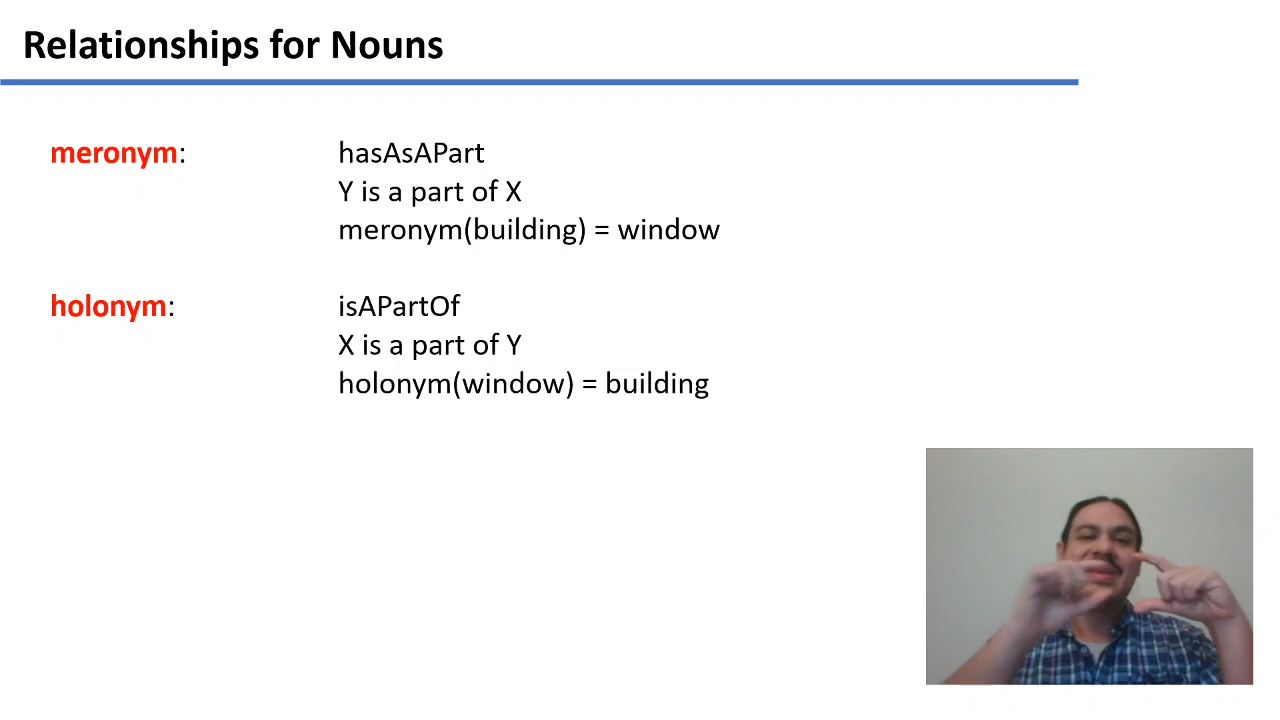 Relationships for Nouns
meronym: hasAsAPart
Y is a part of X
meronym(building) = window
holonym: isAPartOf
X is a part of Y
holonym(window) = building